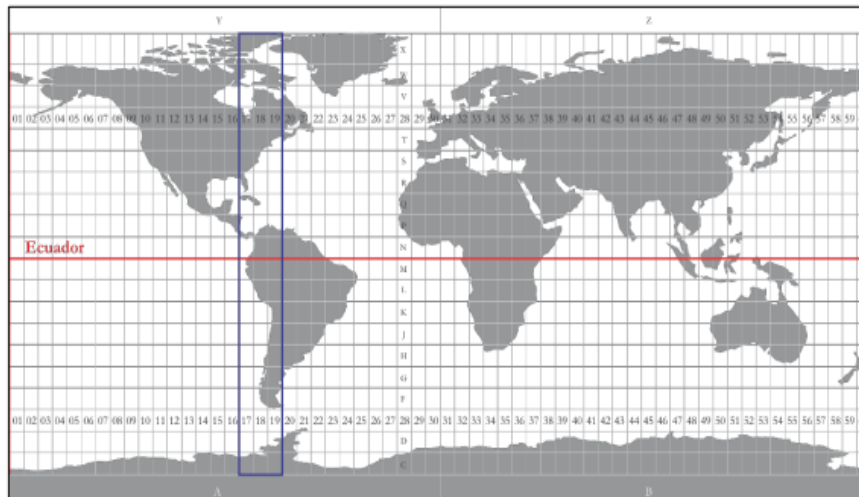 Y Z
X
W
V
01 02 03 04 05 06 07 08 09 10 11 12 13 14 15 16 17 18 19 20 21 22 23 24 25 26 27 28 29 30 31 32 33 34 35 36 37 38 39 40 41 42 43 44 45 46 47 48 49 50 51 52 53 54 55 56 57 58 59
T
S
R
Q
P
Ecuador N
M
L
K
J
H
G
F
01 02 03 04 05 06 07 08 09 10 11 12 13 14 15 16 17 18 19 20 21 22 23 24 25 26 27 28 29 30 31 32 33 34 35 36 37 38 39 40 41 42 43 44 45 46 47 48 49 50 51 52 53 54 55 56 57 58 59
D
C
A B